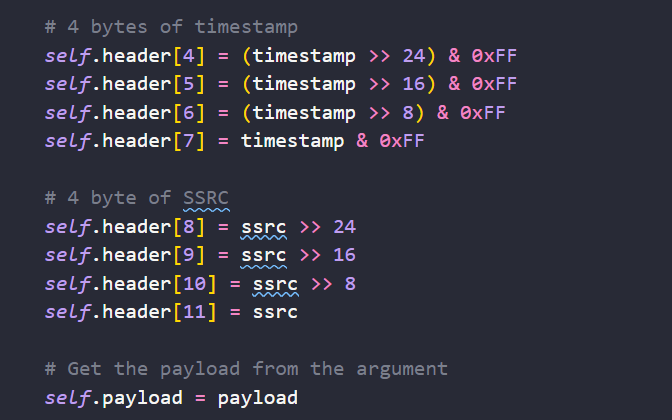 # 4 bytes of timestamp
self.header[4] = (timestamp >> 24) & 0xFF
self.header[5] = (timestamp >> 16) & 0xFF
self.header[6] = (timestamp >> 8) & 0xFF
self.header[7] = timestamp & 0xFF
# 4 byte of SSRC
self.header[8] = ssrc >> 24
self.header[9] = ssrc >> 16
self.header[10] = ssrc >> 8
self.header[11] = ssrc
# Get the payload from the argument
self.payload = payload